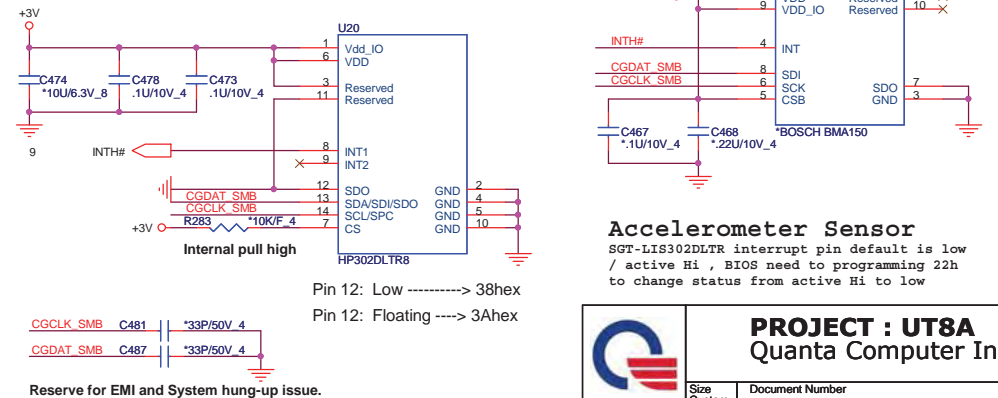 +3V
U20
1 Vdd_IO
6 VDD
3 Reserved
11 Reserved
C474
*10U/6.3V_8
C478
.1U/10V_4
C473
.1U/10V_4
9
INTH#
8 INT1
9 INT2
12 SDO
CGDAT_SMB 13 SDA/SDI/SDO
CGCLK_SMB 14 SCL/SPC
+3V R283 *10K/F_4 7 CS
GND 2
GND 4
GND 5
GND 10
Internal pull high
HP302DLTR8
Pin 12: Low ----------> 38hex
Pin 12: Floating ----> 3Ahex
CGCLK_SMB C481 *33P/50V_4
CGDAT_SMB C487 *33P/50V_4
Reserve for EMI and System hung-up issue.
9 VDD_IO Reserved 10
INTH# 4 INT
CGDAT_SMB 8 SDI
CGCLK_SMB 6 SCK SDO 7
5 CSB GND 3
C467
*.1U/10V_4
C468
*.22U/10V_4
*BOSCH BMA150
Accelerometer Sensor
SGT-LIS302DLTR interrupt pin default is low
/ active Hi , BIOS need to programming 22h
to change status from active Hi to low
PROJECT : UT8A
Quanta Computer In
Size Document Number